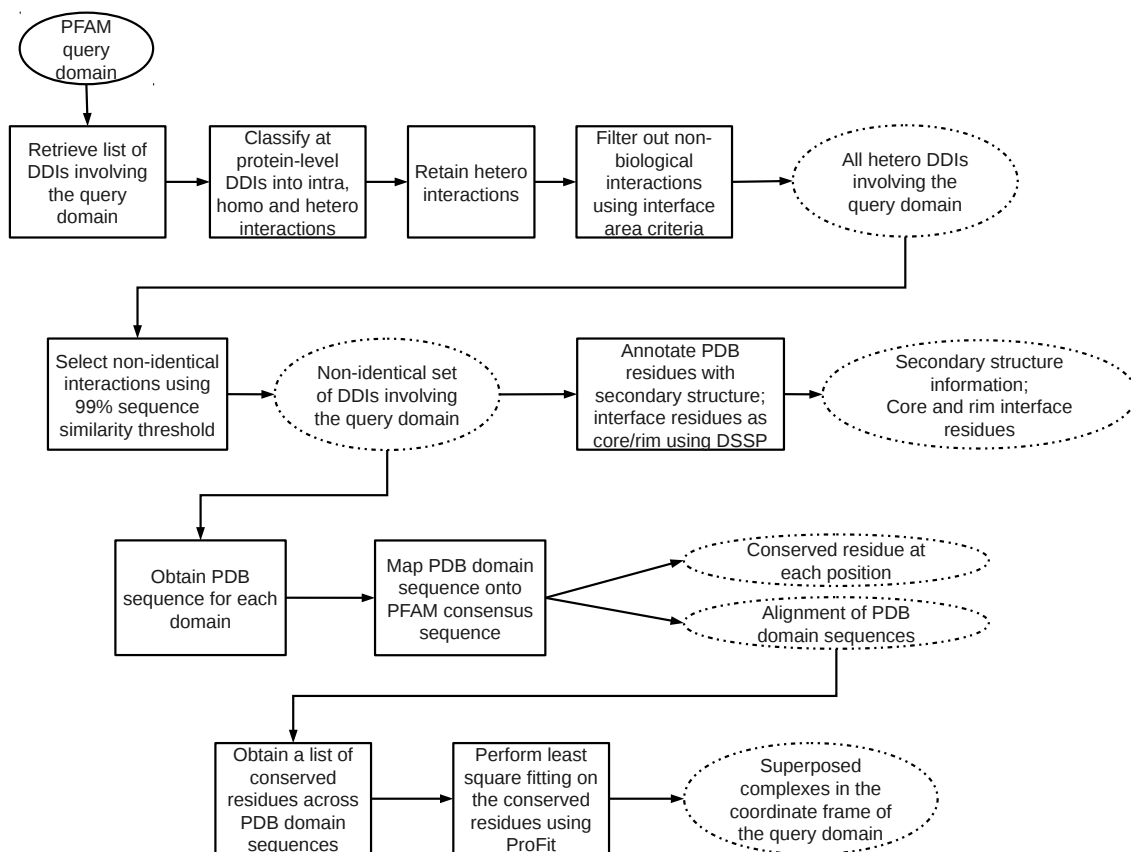 PFAM
query
domain
Retrieve list of
DDIs involving
the query
domain
Classify at
protein-level
DDIs into intra,
homo and hetero
interactions
Retain hetero
interactions
Filter out non-
biological
interactions
using interface
area criteria
All hetero DDIs
involving the
query domain
Select non-identical
interactions using
99% sequence
similarity threshold
Non-identical set
of DDIs involving
the query domain
Annotate PDB
residues with
secondary structure;
interface residues as
core/rim using DSSP
Secondary structure
information;
Core and rim interface
residues
Obtain PDB
sequence for each
domain
Map PDB domain
sequence onto
PFAM consensus
sequence
Conserved residue at
each position
Alignment of PDB
domain sequences
Obtain a list of
conserved
residues across
PDB domain
sequences
Perform least
square fitting on
the conserved
residues using
ProFit
Superposed
complexes in the
coordinate frame of
the query domain